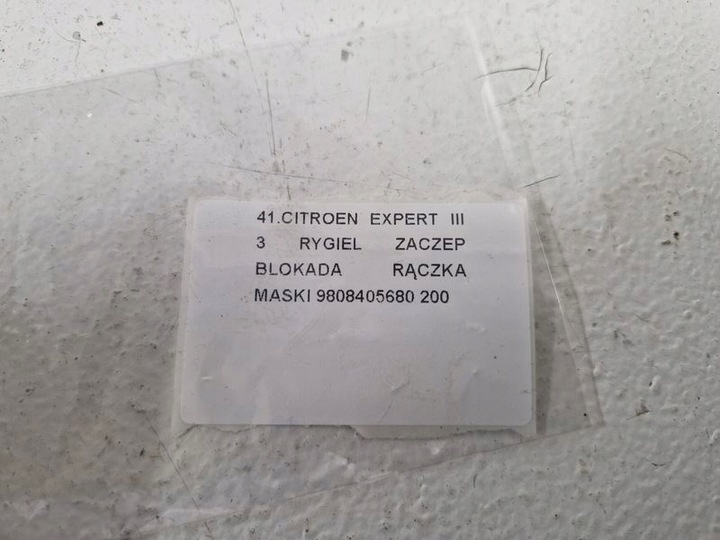 41.CITROEN EXPERT III
3 RYGIEL ZACZEP
BLOKADA RĄCZKA
MASKI 9808405680 200